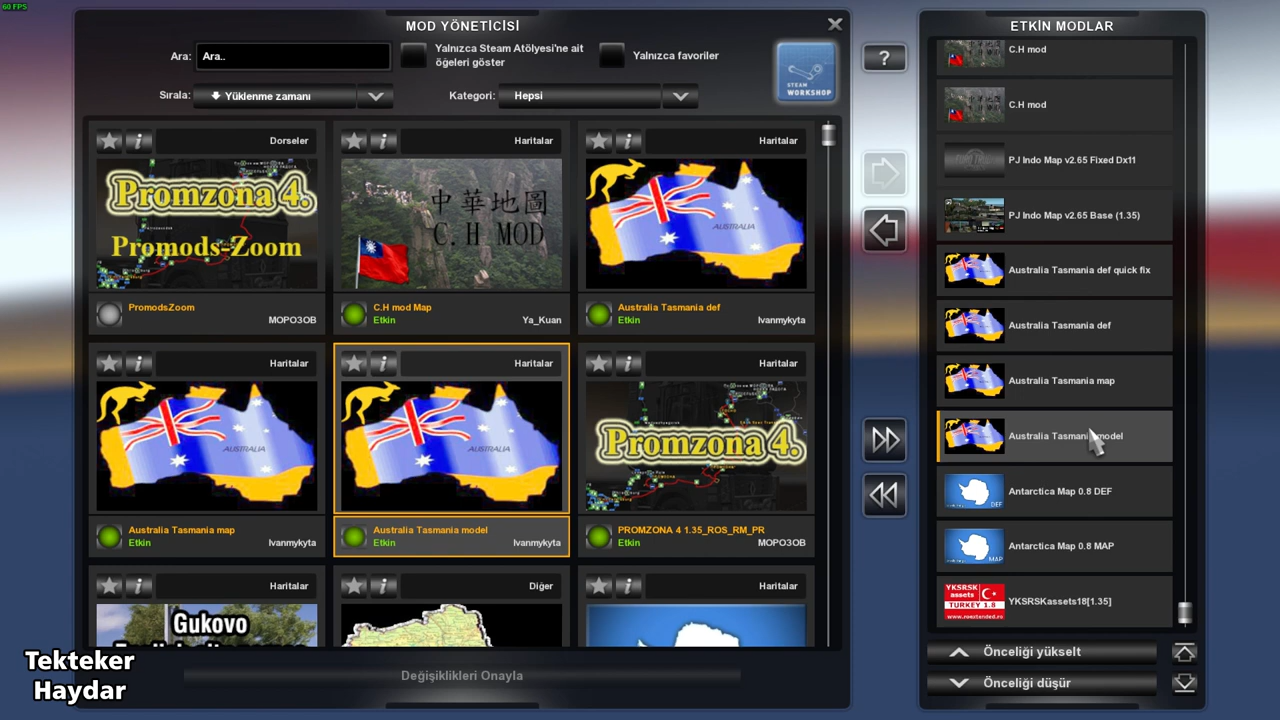 60 FPS
MOD YÖNETİCİSİ
Ara:
Ara..
Yalnızca Steam Atölyesi'ne ait
öğeleri göster
Yalnızca favoriler
STEAM
WORKSHOP
Sırala:
Yüklenme zamanı
Kategori:
Hepsi
Dorseler
Promzona 4.
Promods-Zoom
PromodsZoom
MOPO3OB
Haritalar
中華地圖
C.H MOD
C.H mod Map
Etkin
Ya_Kuan
Haritalar
AUSTRALIA
Australia Tasmania def
Etkin
Ivanmykyta
Haritalar
AUSTRALIA
Australia Tasmania map
Etkin
Ivanmykyta
Haritalar
AUSTRALIA
Australia Tasmania model
Etkin
Ivanmykyta
Haritalar
Promzona 4.
PROMZONA 4 1.35_ROS_RM_PR
Etkin
MOPO3OB
Haritalar
Gukovo
Diğer
Haritalar
Değişiklikleri Onayla
?
ETKİN MODLAR
C.H mod
C.H mod
PJ Indo Map v2.65 Fixed Dx11
PJ Indo Map v2.65 Base (1.35)
Australia Tasmania def quick fix
Australia Tasmania def
Australia Tasmania map
Australia Tasmania model
DEF
Antarctica Map 0.8 DEF
MAP
Antarctica Map 0.8 MAP
YKSRSK
assets
TURKEY 1.8
YKSRSKassets18[1.35]
Önceliği yükselt
Önceliği düşür
Tekteker
Haydar